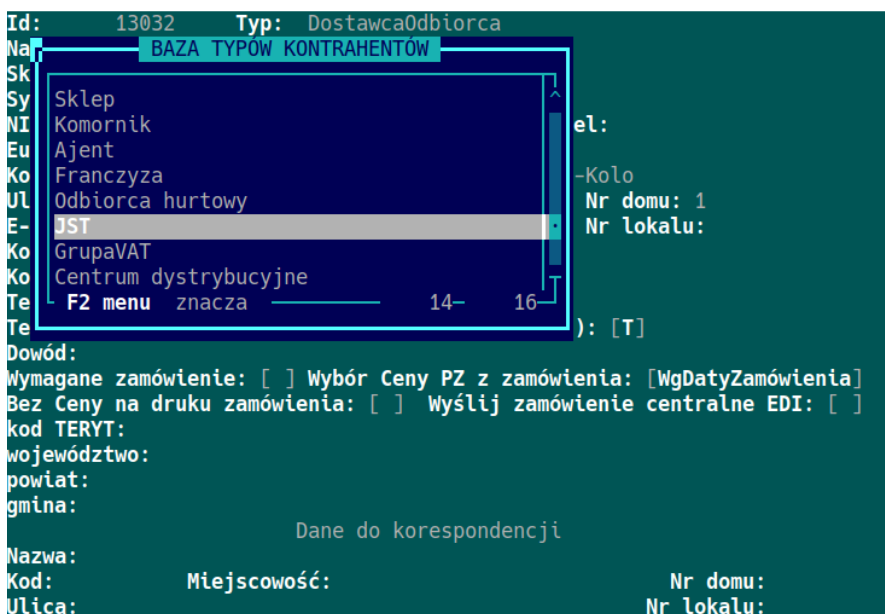 Id: 13032 Typ: DostawcaOdbiorca
Na BAZA TYPÓW KONTRAHENTÓW
Sk
Sy Sklep
NI Komornik el:
Eu Ajent
Ko Franczyza -Kolo
Ul Odbiorca hurtowy Nr domu: 1
E- JST Nr lokalu:
Ko GrupaVAT
Ko Centrum dystrybucyjne
Te F2 menu znacza 14 16
Te ): [T]
Dowód:
Wymagane zamówienie: [ ] Wybór Ceny PZ z zamówienia: [WgDatyZamówienia]
Bez Ceny na druku zamówienia: [ ] Wyślij zamówienie centralne EDI: [ ]
kod TERYT:
województwo:
powiat:
gmina:
Dane do korespondencji
Nazwa:
Kod: Miejscowość: Nr domu:
Ulica: Nr lokalu: